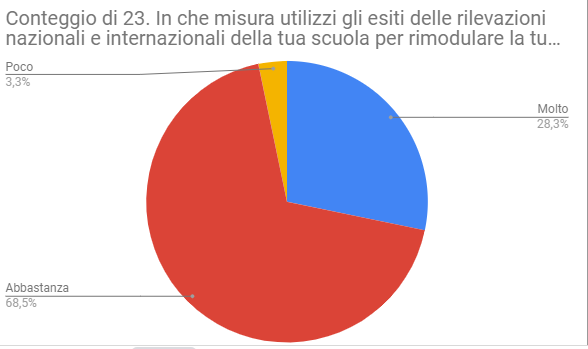 Conteggio di 23. In che misura utilizzi gli esiti delle rilevazioni
nazionali e internazionali della tua scuola per rimodulare la tu...
Poco
3,3%
Molto
28,3%
Abbastanza
68,5%